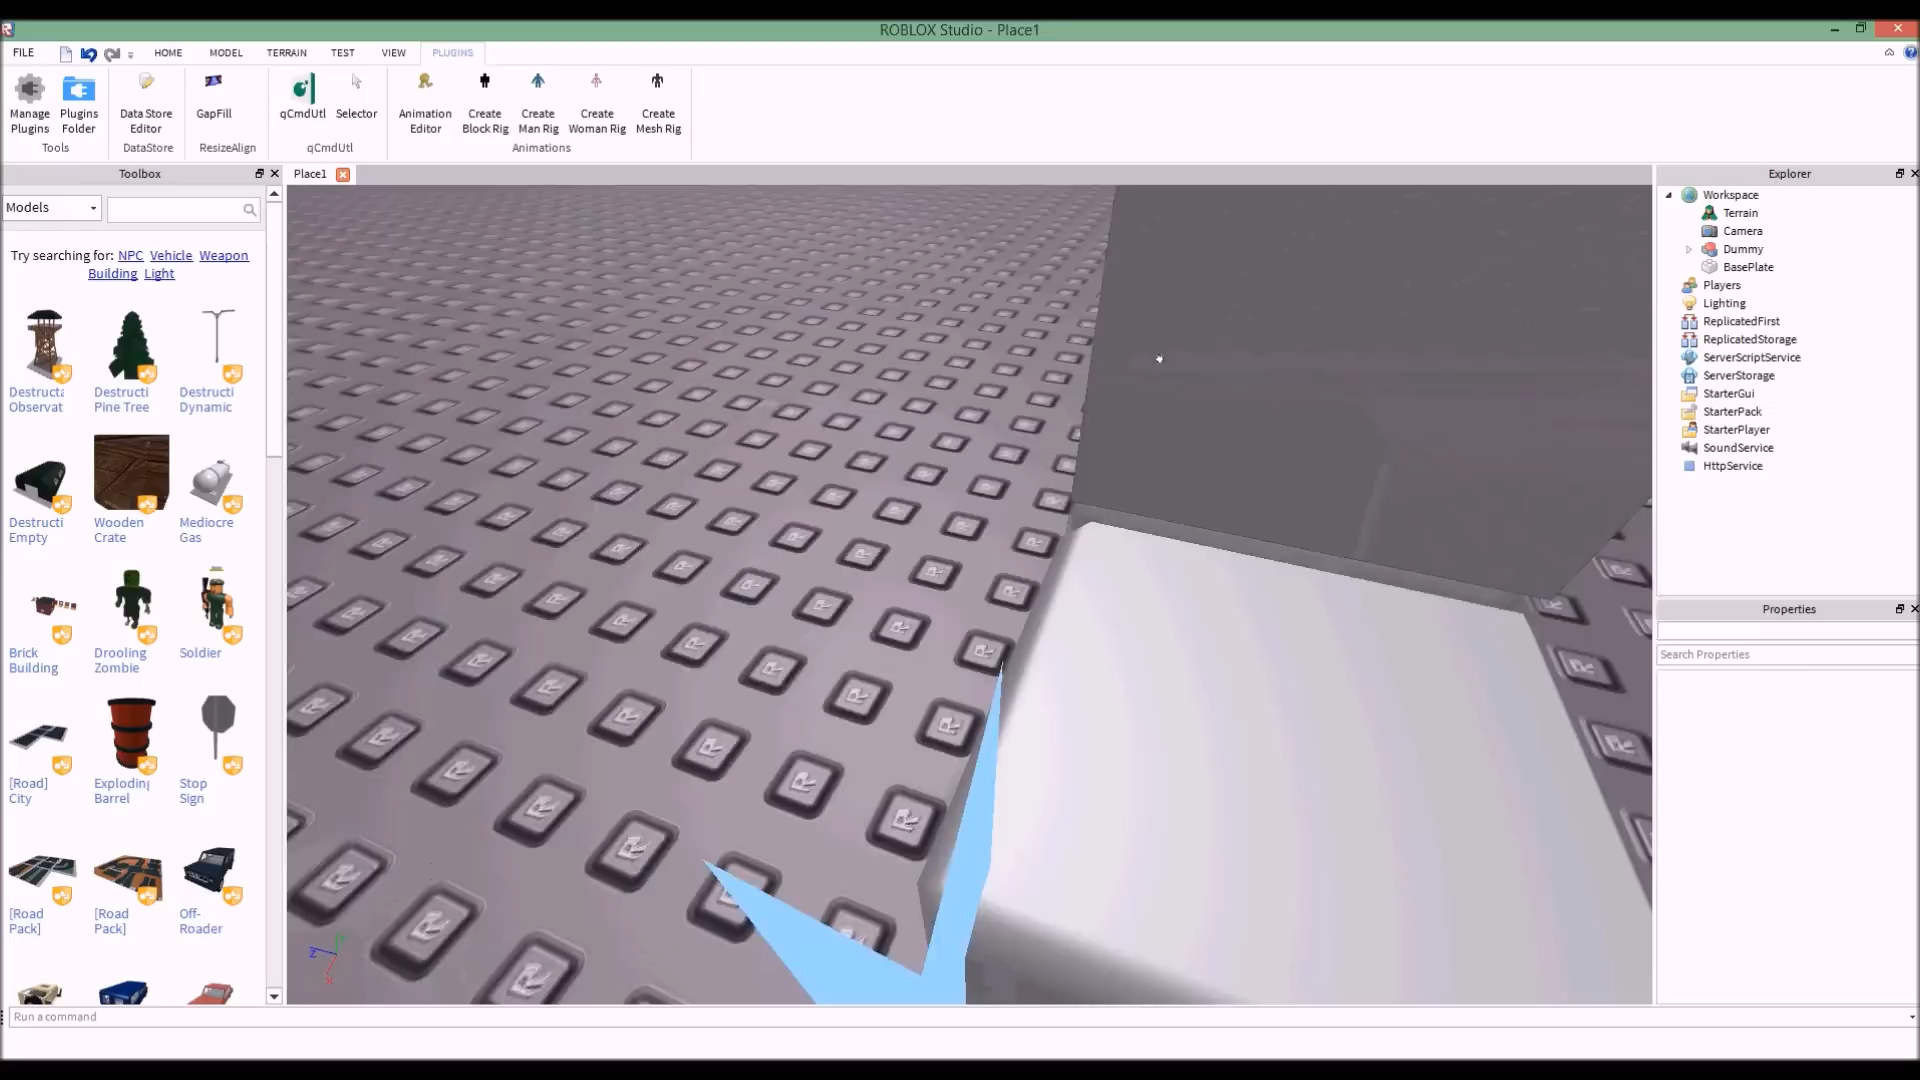 ROBLOX Studio - Place1
FILE
HOME
MODEL
TERRAIN
TEST
VIEW
PLUGINS
Manage
Plugins
Plugins
Folder
Tools
Data Store
Editor
DataStore
GapFill
ResizeAlign
qCmdUtl
Selector
qCmdUtl
Animation
Editor
Create
Block Rig
Create
Man Rig
Create
Woman Rig
Create
Mesh Rig
Animations
Toolbox
Models
Try searching for: NPC Vehicle Weapon
Building Light
Destructa
Observat
Destructi
Pine Tree
Destructi
Dynamic
Destructi
Empty
Wooden
Crate
Mediocre
Gas
Brick
Building
Drooling
Zombie
Soldier
[Road]
City
Exploding
Barrel
Stop
Sign
[Road
Pack]
[Road
Pack]
Off-
Roader
Place1
Z
Y
X
Explorer
Workspace
Terrain
Camera
Dummy
BasePlate
Players
Lighting
ReplicatedFirst
ReplicatedStorage
ServerScriptService
ServerStorage
StarterGui
StarterPack
StarterPlayer
SoundService
HttpService
Properties
Search Properties
Run a command